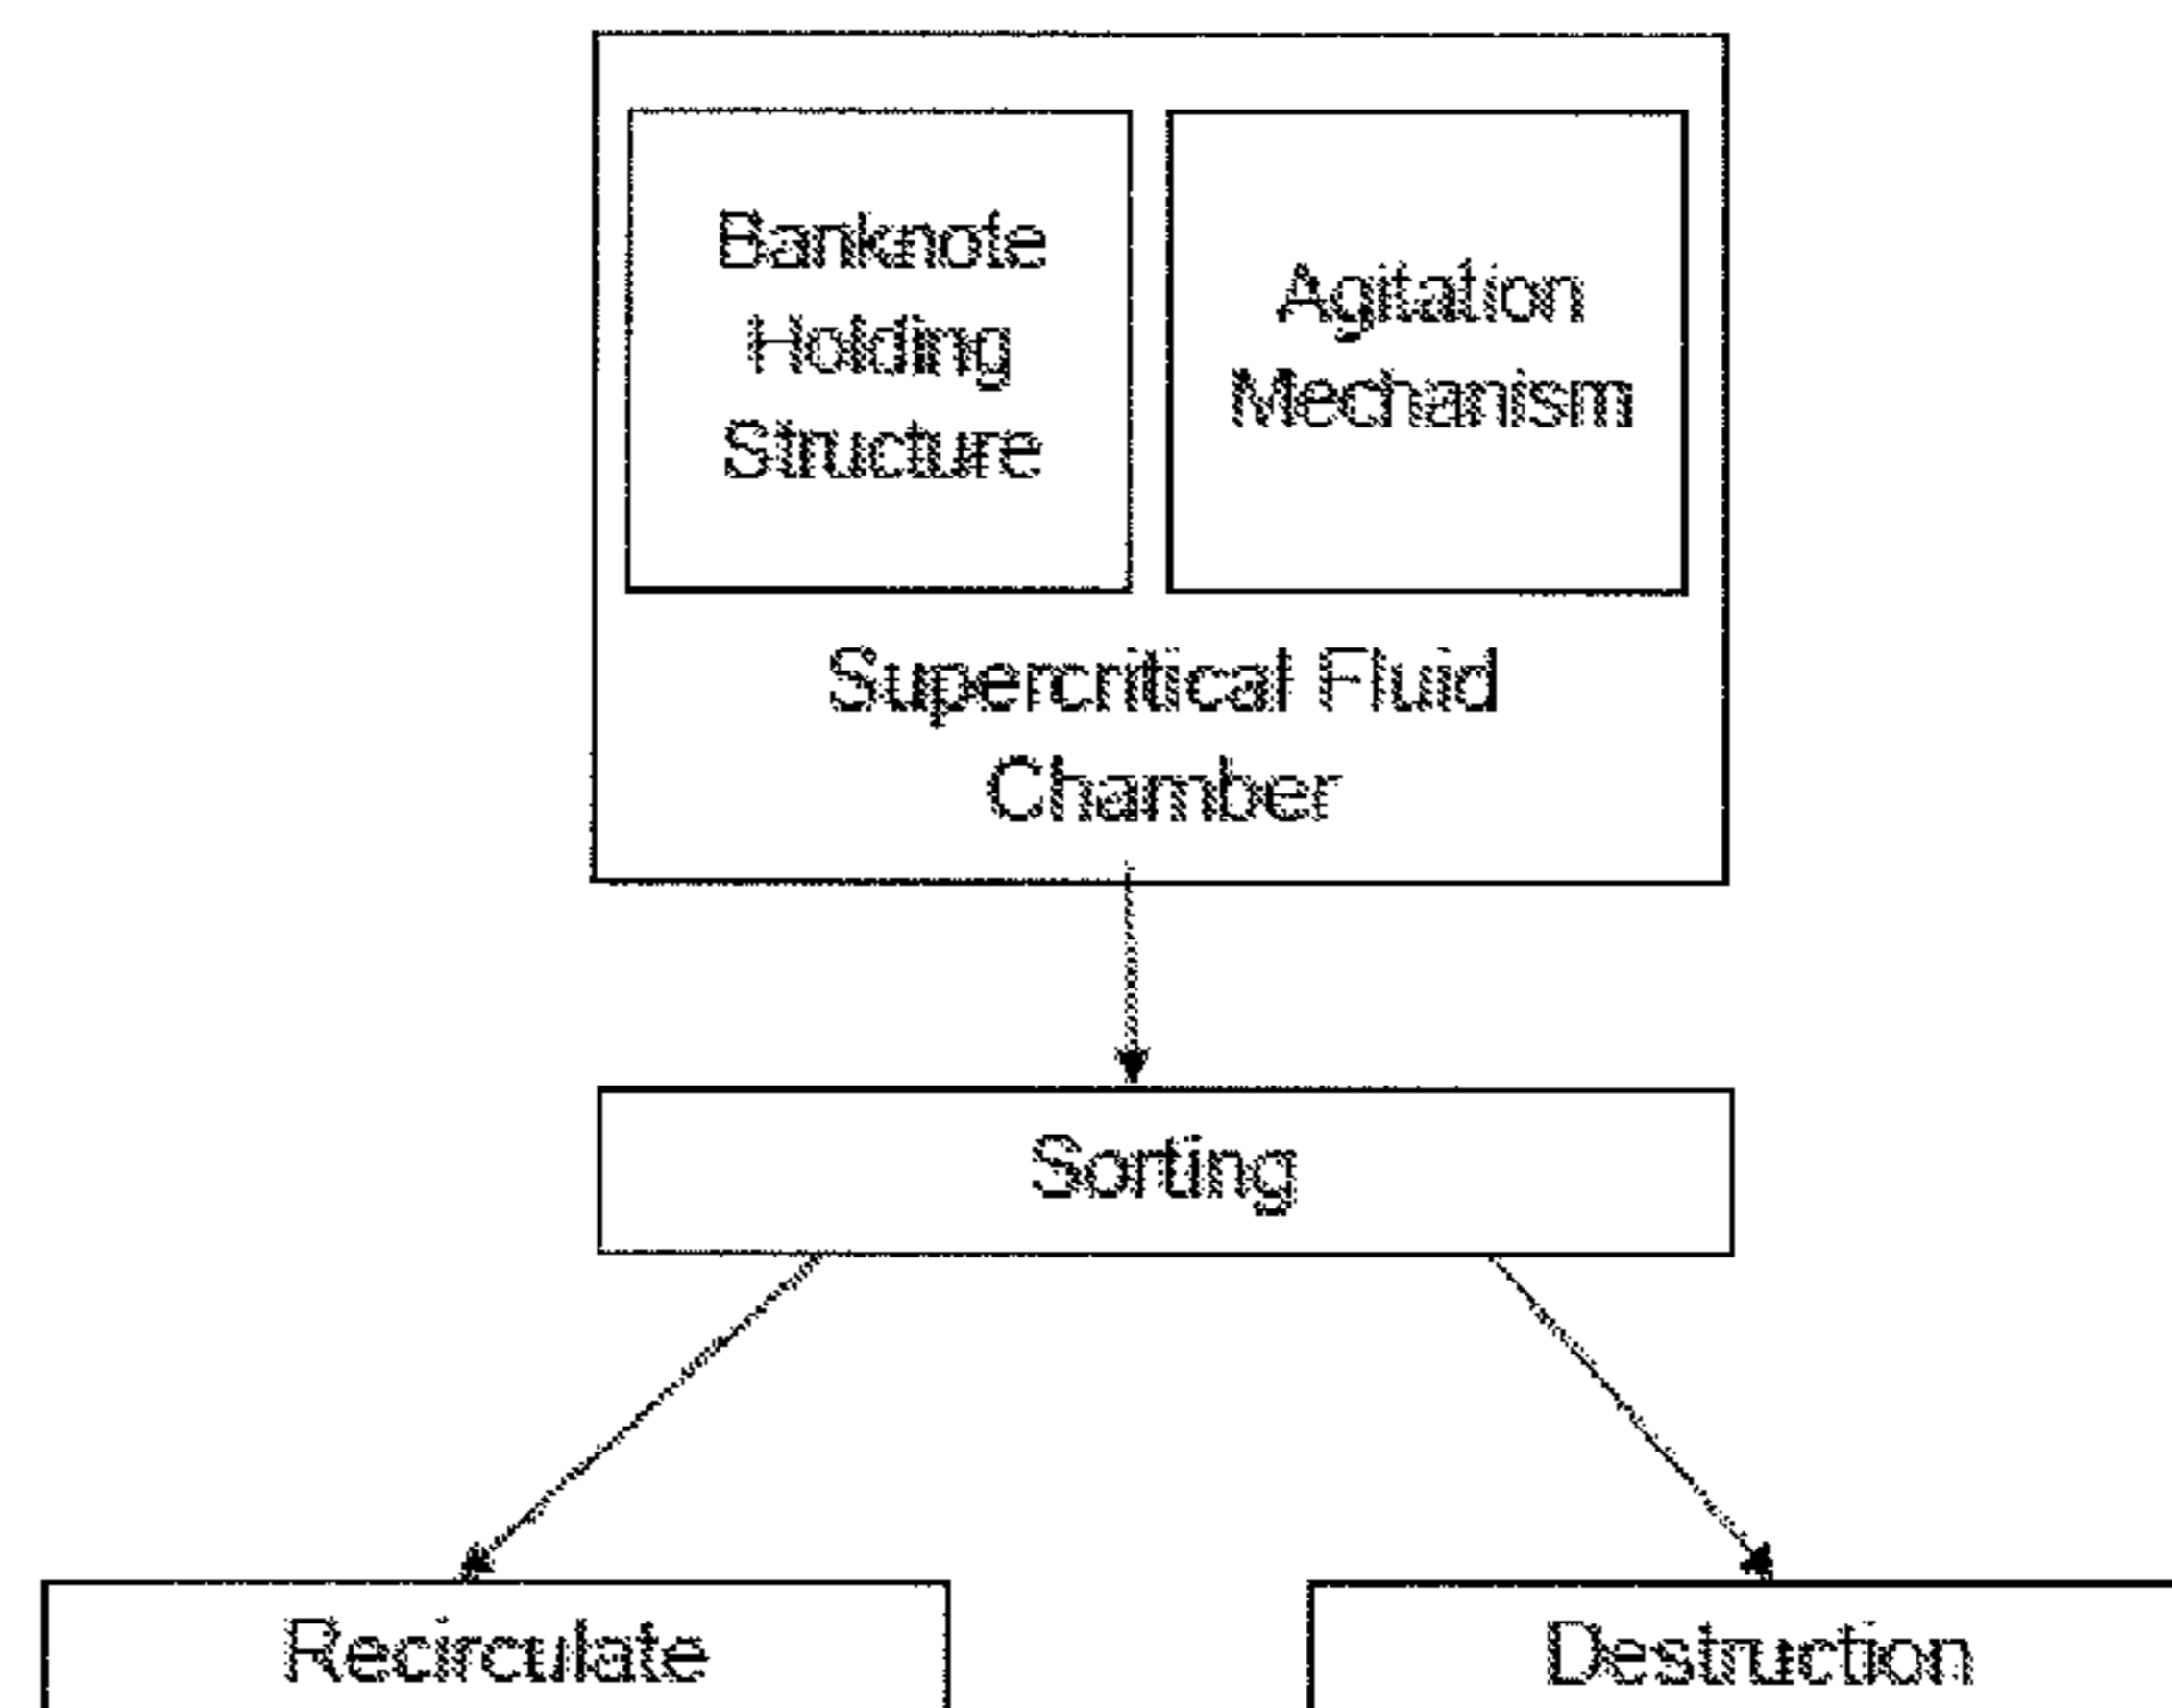 Banknote
Holding
Structure
Agitation
Mechanism
Supercritical Fluid
Chamber
Sorting
Recirculate
Destruction